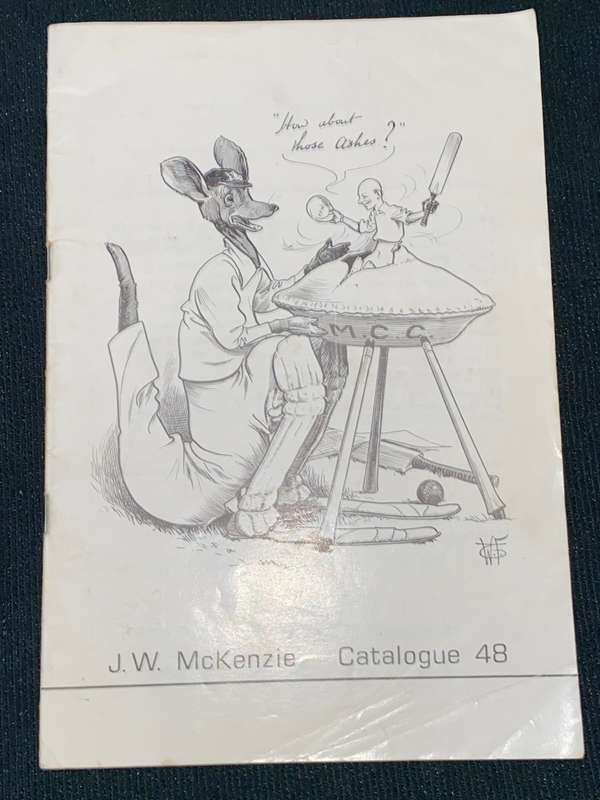 "How about
those ashes?"
M.C.C.
J.W. McKenzie Catalogue 48